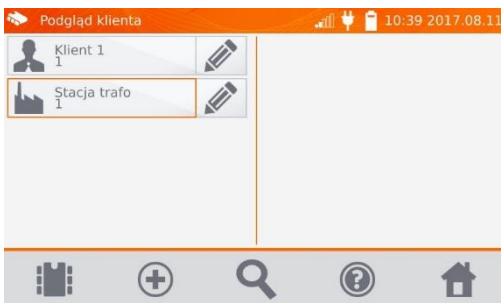 Podgląd klienta
10:39 2017.08.11
Klient 1
1
Stacja trafo
1